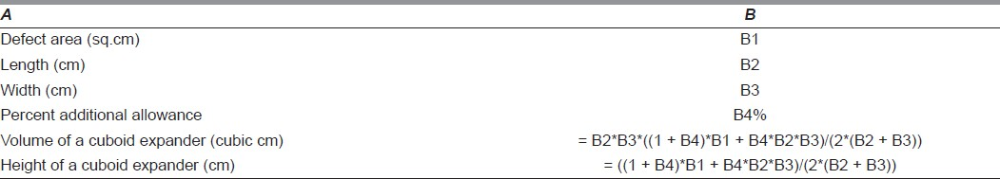 A B
Defect area (sq.cm) B1
Length (cm) B2
Width (cm) B3
Percent additional allowance B4%
Volume of a cuboid expander (cubic cm) = B2*B3*((1 + B4)*B1 + B4*B2*B3)/(2*(B2 + B3))
Height of a cuboid expander (cm) = ((1 + B4)*B1 + B4*B2*B3)/(2*(B2 + B3))